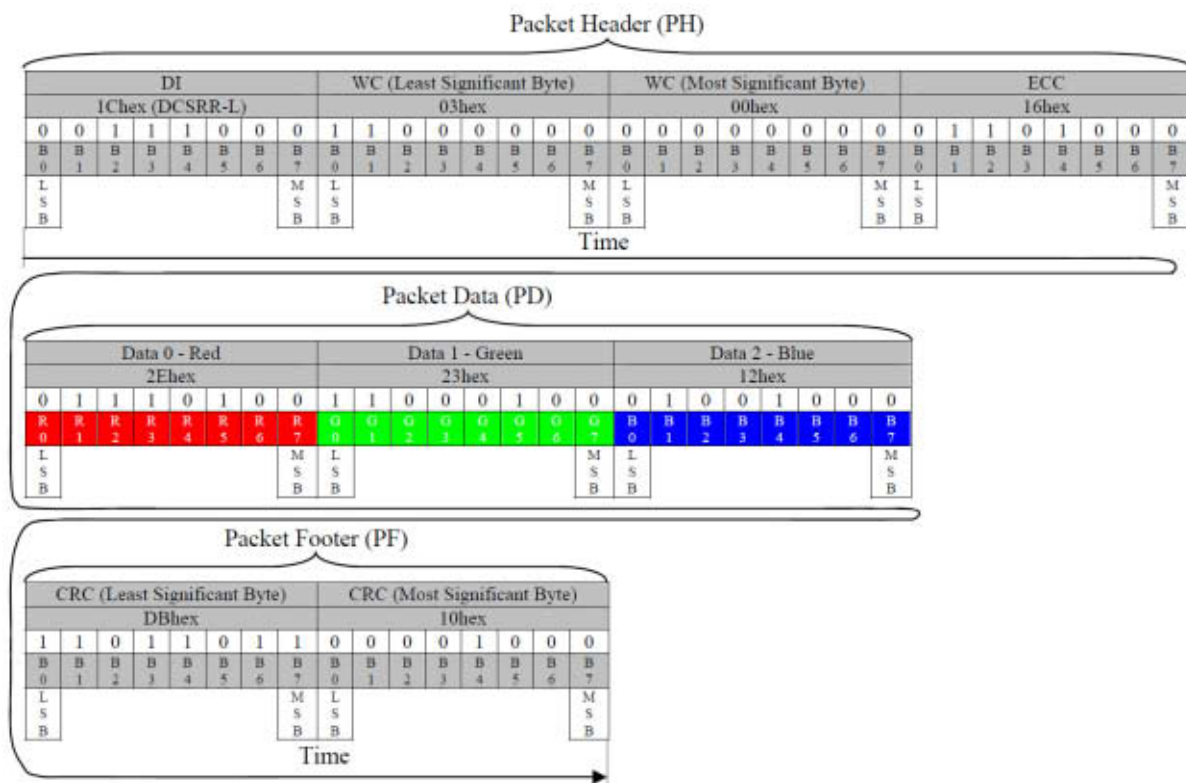 Packet Header (PH)
DI WC (Least Significant Byte) WC (Most Significant Byte) ECC
1Chex (DCSRR-L) 03hex 00hex 16hex
0 0 1 1 1 0 0 0 1 1 0 0 0 0 0 0 0 0 0 0 0 0 0 0 0 1 1 0 1 0 0 0
B0 B1 B2 B3 B4 B5 B6 B7 B0 B1 B2 B3 B4 B5 B6 B7 B0 B1 B2 B3 B4 B5 B6 B7 B0 B1 B2 B3 B4 B5 B6 B7
LSB MSB LSB MSB LSB MSB LSB MSB
Time
Packet Data (PD)
Data 0 - Red Data 1 - Green Data 2 - Blue
2Ehex 23hex 12hex
0 1 1 1 0 1 0 0 1 1 0 0 0 1 0 0 0 1 0 0 1 0 0 0
R0 R1 R2 R3 R4 R5 R6 R7 G0 G1 G2 G3 G4 G5 G6 G7 B0 B1 B2 B3 B4 B5 B6 B7
LSB MSB LSB MSB LSB MSB
Packet Footer (PF)
CRC (Least Significant Byte) CRC (Most Significant Byte)
DBhex 10hex
1 1 0 1 1 0 1 1 0 0 0 0 1 0 0 0
B0 B1 B2 B3 B4 B5 B6 B7 B0 B1 B2 B3 B4 B5 B6 B7
LSB MSB LSB MSB
Time